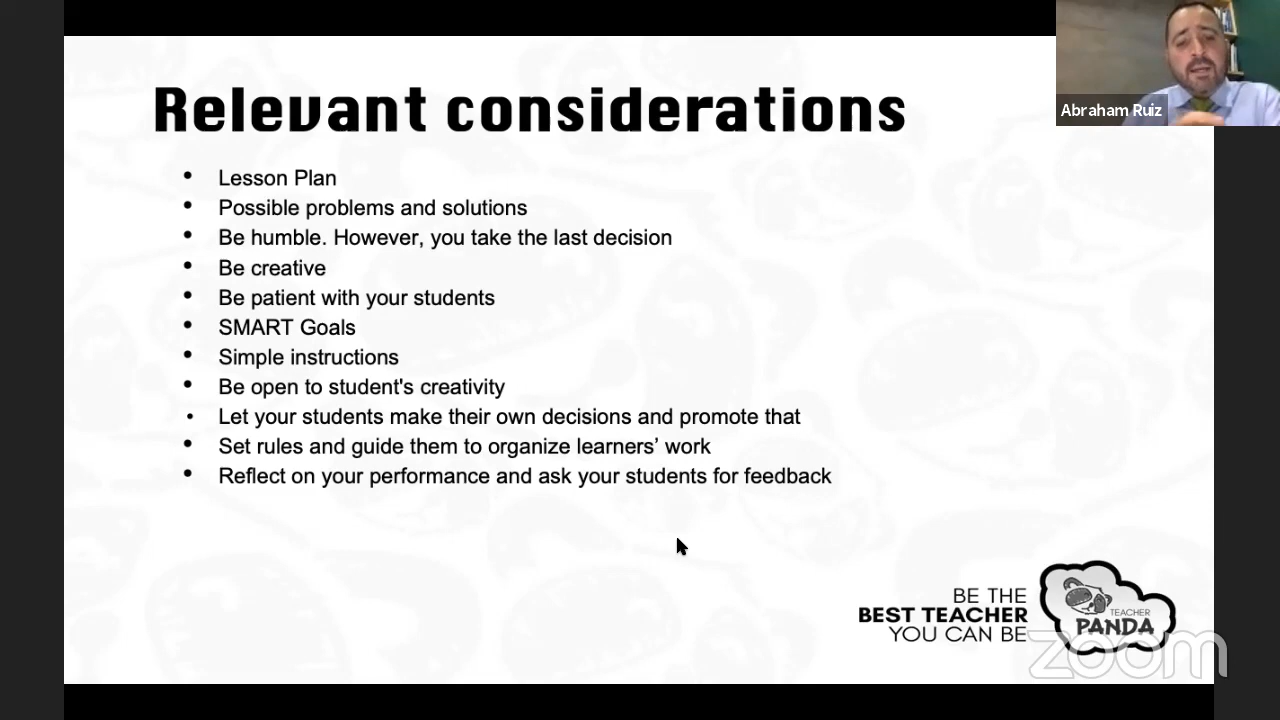 Abraham Ruiz
Relevant considerations
• Lesson Plan
• Possible problems and solutions
• Be humble. However, you take the last decision
• Be creative
• Be patient with your students
• SMART Goals
• Simple instructions
• Be open to student's creativity
• Let your students make their own decisions and promote that
• Set rules and guide them to organize learners’ work
• Reflect on your performance and ask your students for feedback
BE THE
BEST TEACHER
YOU CAN BE
TEACHER
PANDA
zoom